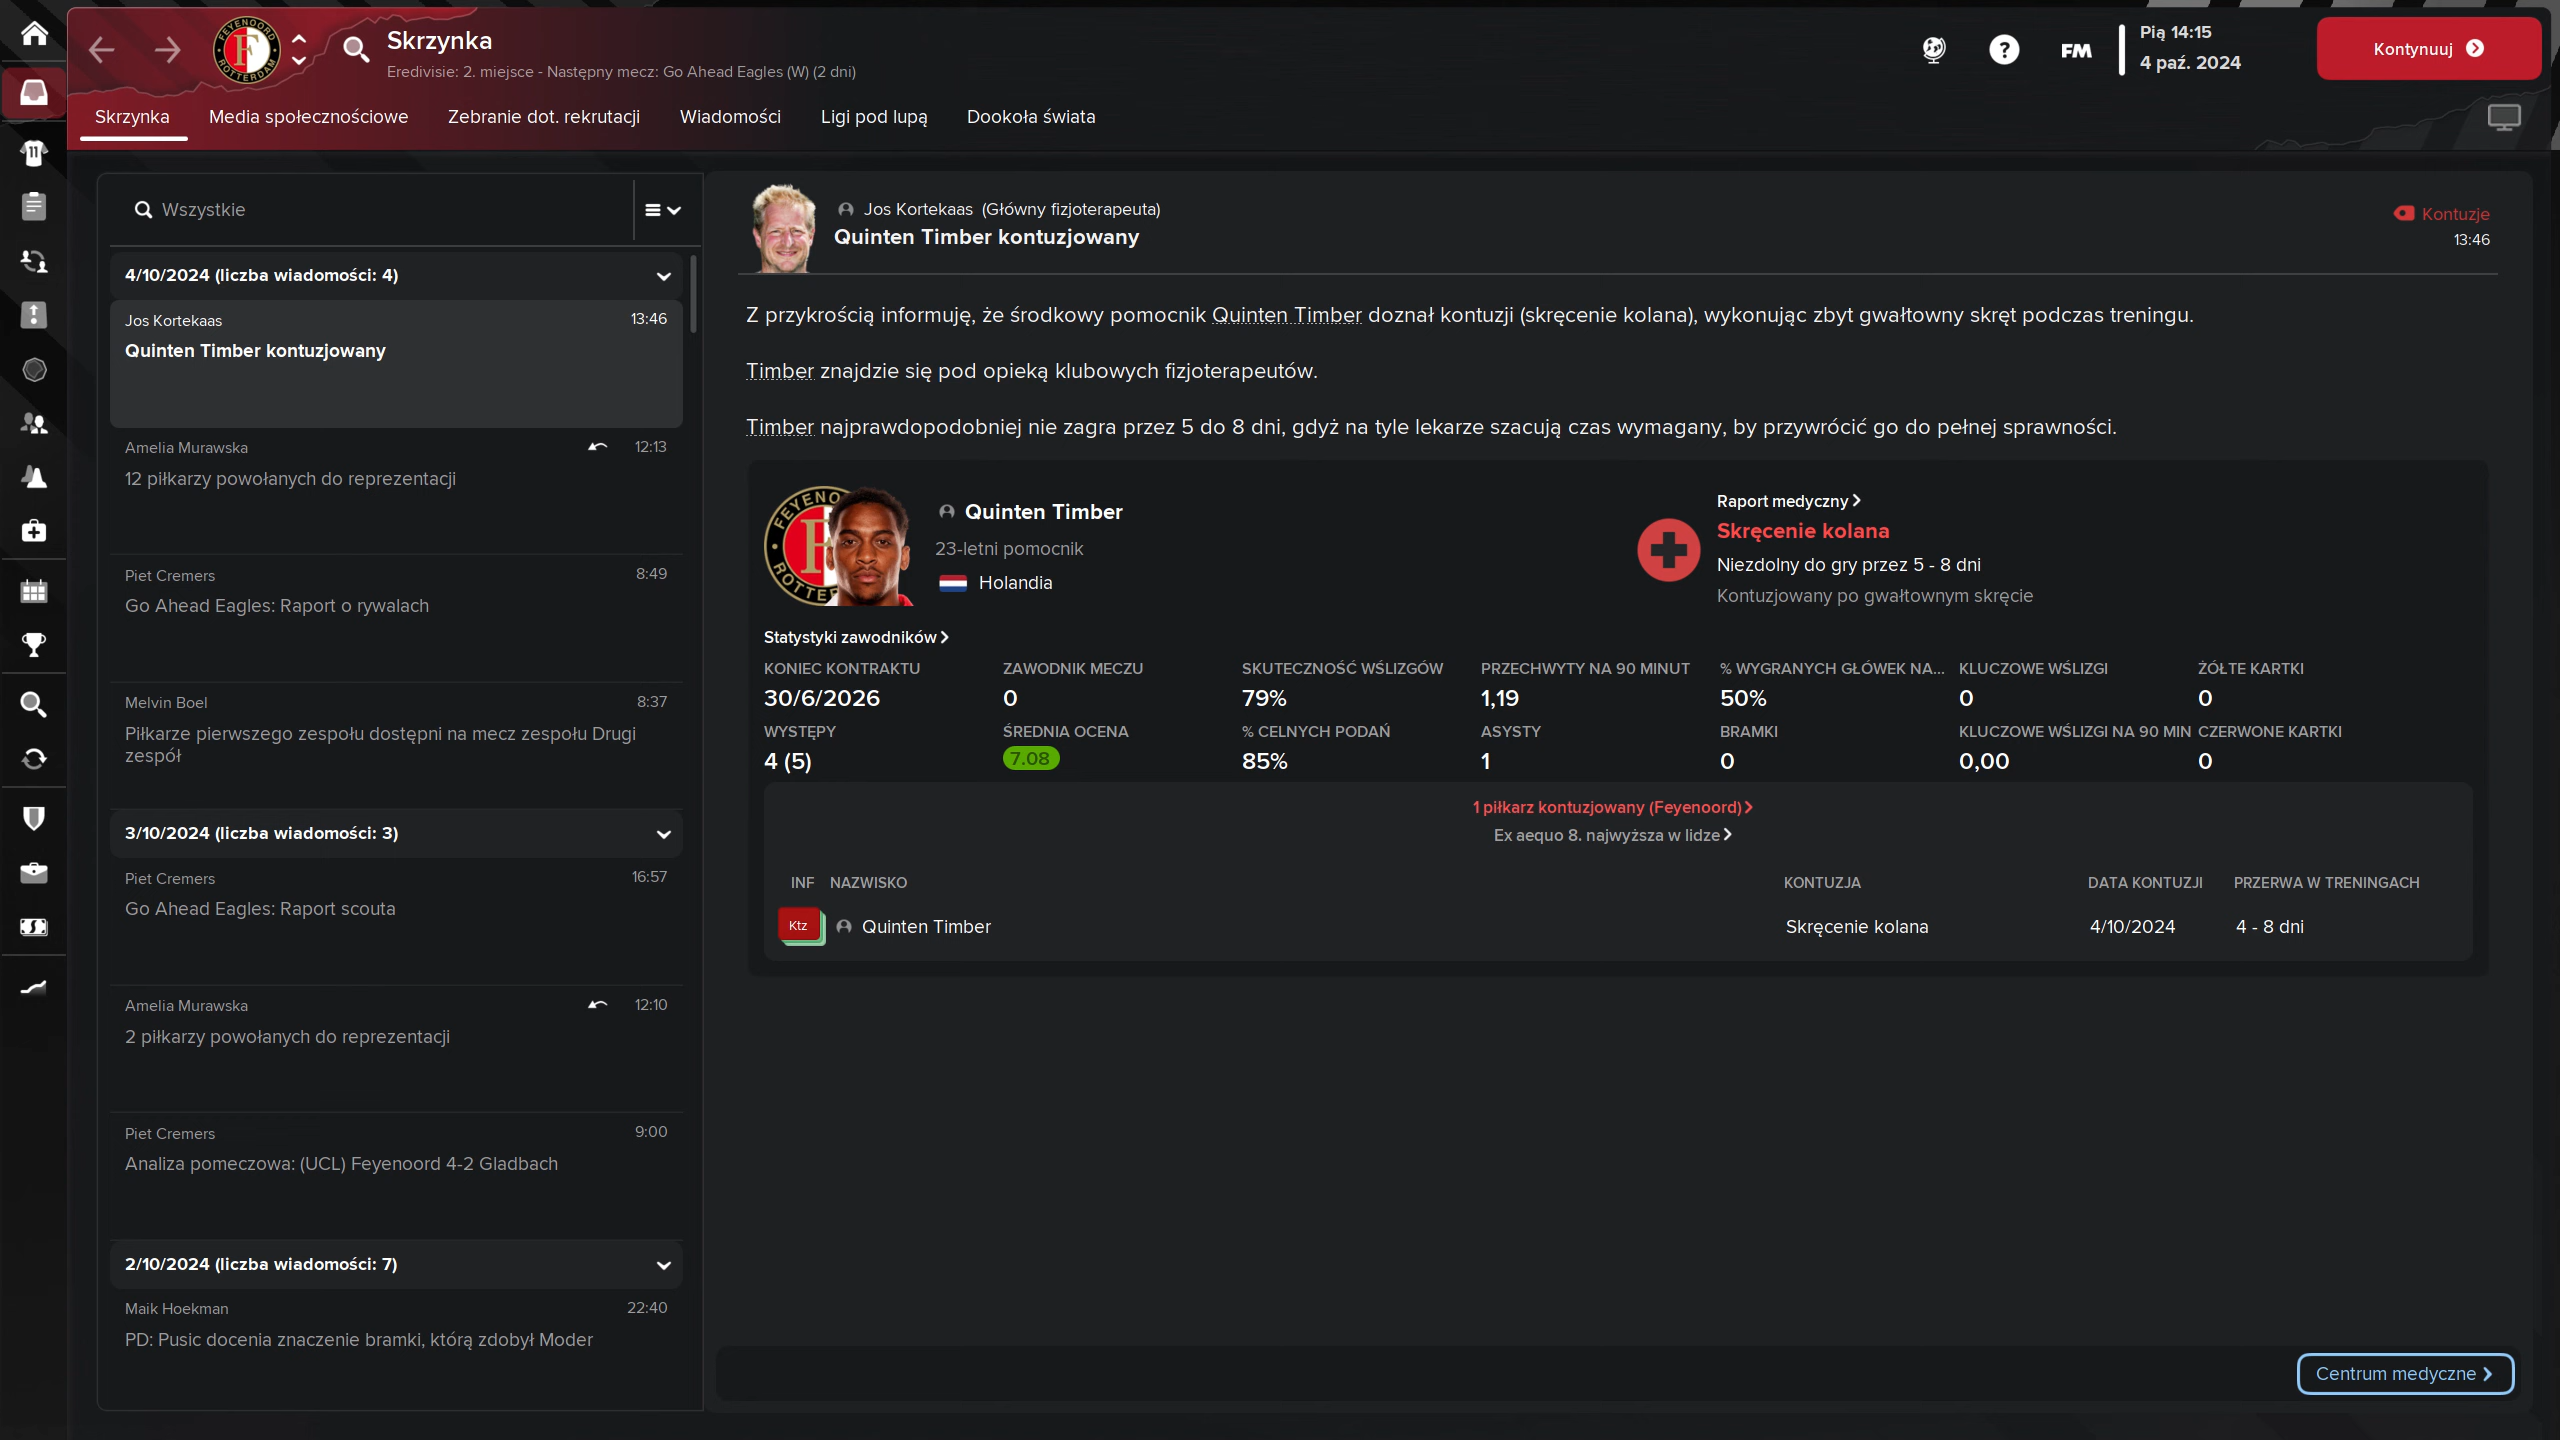 Skrzynka
Eredivisie: 2. miejsce - Następny mecz: Go Ahead Eagles (W) (2 dni)
FM
Pią 14:15
4 paź. 2024
Kontynuuj
Skrzynka
Media społecznościowe
Zebranie dot. rekrutacji
Wiadomości
Ligi pod lupą
Dookoła świata
11
Wszystkie
4/10/2024 (liczba wiadomości: 4)
Jos Kortekaas
13:46
Quinten Timber kontuzjowany
Amelia Murawska
12:13
12 piłkarzy powołanych do reprezentacji
Piet Cremers
8:49
Go Ahead Eagles: Raport o rywalach
Melvin Boel
8:37
Piłkarze pierwszego zespołu dostępni na mecz zespołu Drugi
zespół
3/10/2024 (liczba wiadomości: 3)
Piet Cremers
16:57
Go Ahead Eagles: Raport scouta
Amelia Murawska
12:10
2 piłkarzy powołanych do reprezentacji
Piet Cremers
9:00
Analiza pomeczowa: (UCL) Feyenoord 4-2 Gladbach
2/10/2024 (liczba wiadomości: 7)
Maik Hoekman
22:40
PD: Pusic docenia znaczenie bramki, którą zdobył Moder
Jos Kortekaas (Główny fizjoterapeuta)
Quinten Timber kontuzjowany
Kontuzje
13:46
Z przykrością informuję, że środkowy pomocnik Quinten Timber doznał kontuzji (skręcenie kolana), wykonując zbyt gwałtowny skręt podczas treningu.
Timber znajdzie się pod opieką klubowych fizjoterapeutów.
Timber najprawdopodobniej nie zagra przez 5 do 8 dni, gdyż na tyle lekarze szacują czas wymagany, by przywrócić go do pełnej sprawności.
Quinten Timber
23-letni pomocnik
Holandia
Raport medyczny
Skręcenie kolana
Niezdolny do gry przez 5 - 8 dni
Kontuzjowany po gwałtownym skręcie
Statystyki zawodników
KONIEC KONTRAKTU ZAWODNIK MECZU SKUTECZNOŚĆ WŚLIZGÓW PRZECHWYTY NA 90 MINUT % WYGRANYCH GŁÓWEK NA... KLUCZOWE WŚLIZGI ŻÓŁTE KARTKI
30/6/2026 0 79% 1,19 50% 0 0
WYSTĘPY ŚREDNIA OCENA % CELNYCH PODAŃ ASYSTY BRAMKI KLUCZOWE WŚLIZGI NA 90 MIN CZERWONE KARTKI
4 (5) 7.08 85% 1 0 0,00 0
1 piłkarz kontuzjowany (Feyenoord)
Ex aequo 8. najwyższa w lidze
INF NAZWISKO KONTUZJA DATA KONTUZJI PRZERWA W TRENINGACH
Ktz Quinten Timber Skręcenie kolana 4/10/2024 4 - 8 dni
Centrum medyczne